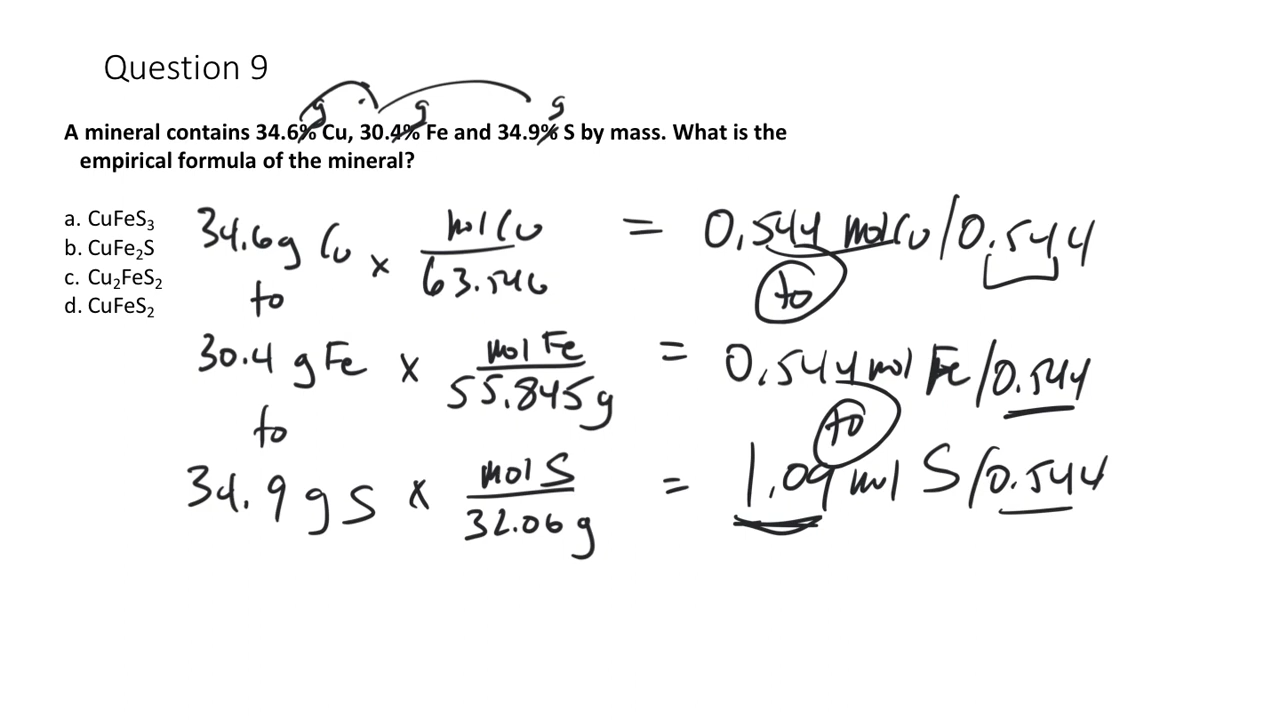 Question 9
g g g
A mineral contains 34.6% Cu, 30.4% Fe and 34.9% S by mass. What is the
empirical formula of the mineral?
a. CuFeS₃
b. CuFe₂S
c. Cu₂FeS₂
d. CuFeS₂
34.6g Cu × mol Cu / 63.546 = 0.544 mol Cu/0.544
to to
30.4 g Fe × mol Fe / 55.845 g = 0.544 mol Fe/0.544
to to
34.9 g S × mol S / 32.06 g = 1.09 mol S/0.544